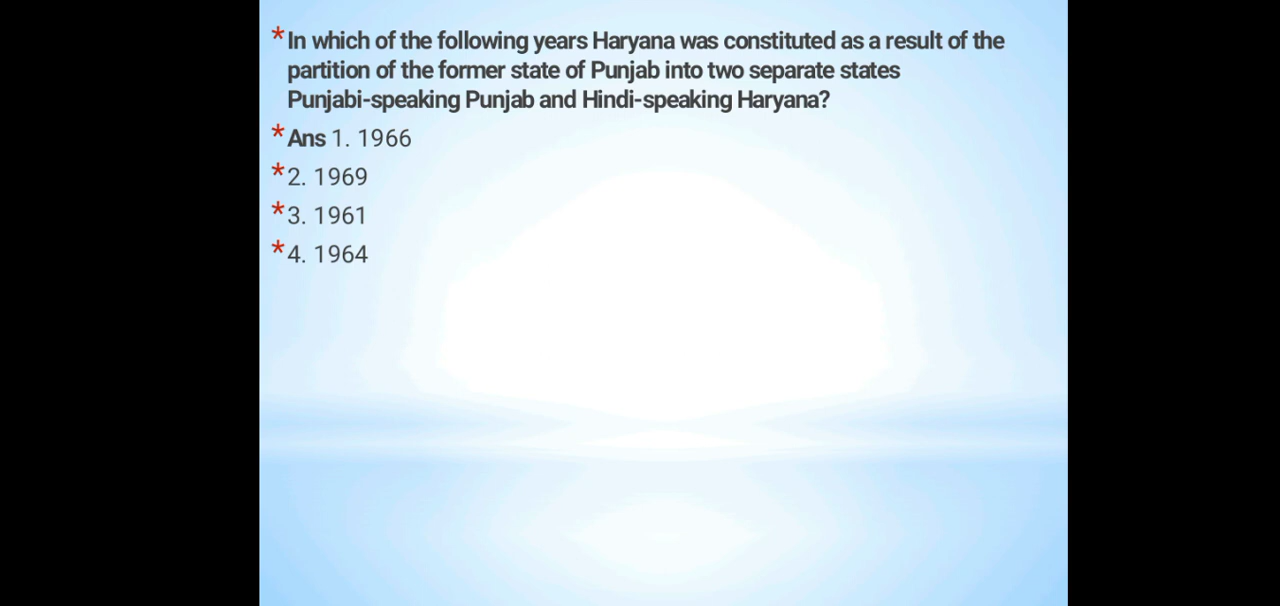 * In which of the following years Haryana was constituted as a result of the
partition of the former state of Punjab into two separate states
Punjabi-speaking Punjab and Hindi-speaking Haryana?
* Ans 1. 1966
* 2. 1969
* 3. 1961
* 4. 1964